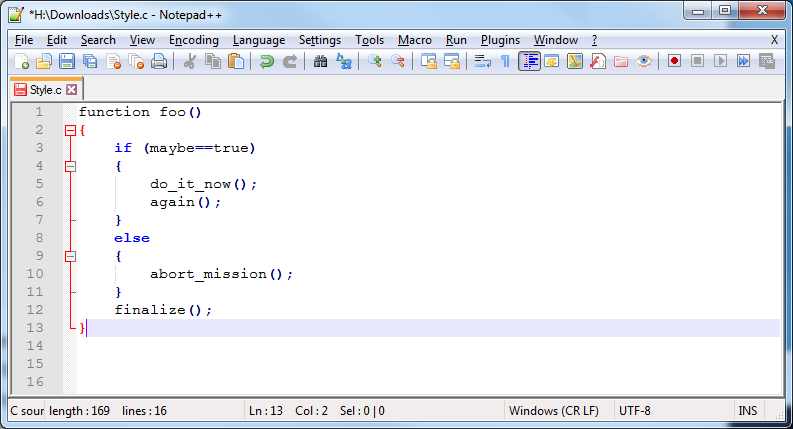 *H:\Downloads\Style.c - Notepad++
File Edit Search View Encoding Language Settings Tools Macro Run Plugins Window ? X
Style.c
1 function foo()
2 {
3     if (maybe==true)
4     {
5         do_it_now();
6         again();
7     }
8     else
9     {
10         abort_mission();
11     }
12     finalize();
13 }
14
15
16
C sour length : 169 lines : 16 Ln : 13 Col : 2 Sel : 0 | 0 Windows (CR LF) UTF-8 INS